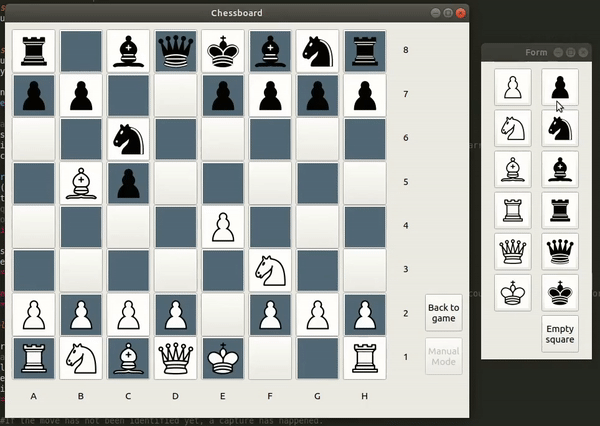 Chessboard
8
7
6
5
4
3
2
1
A B C D E F G H
Back to
game
Manual
Mode
Form
Empty
square
#If the move has not been identified yet, a capture has happened.